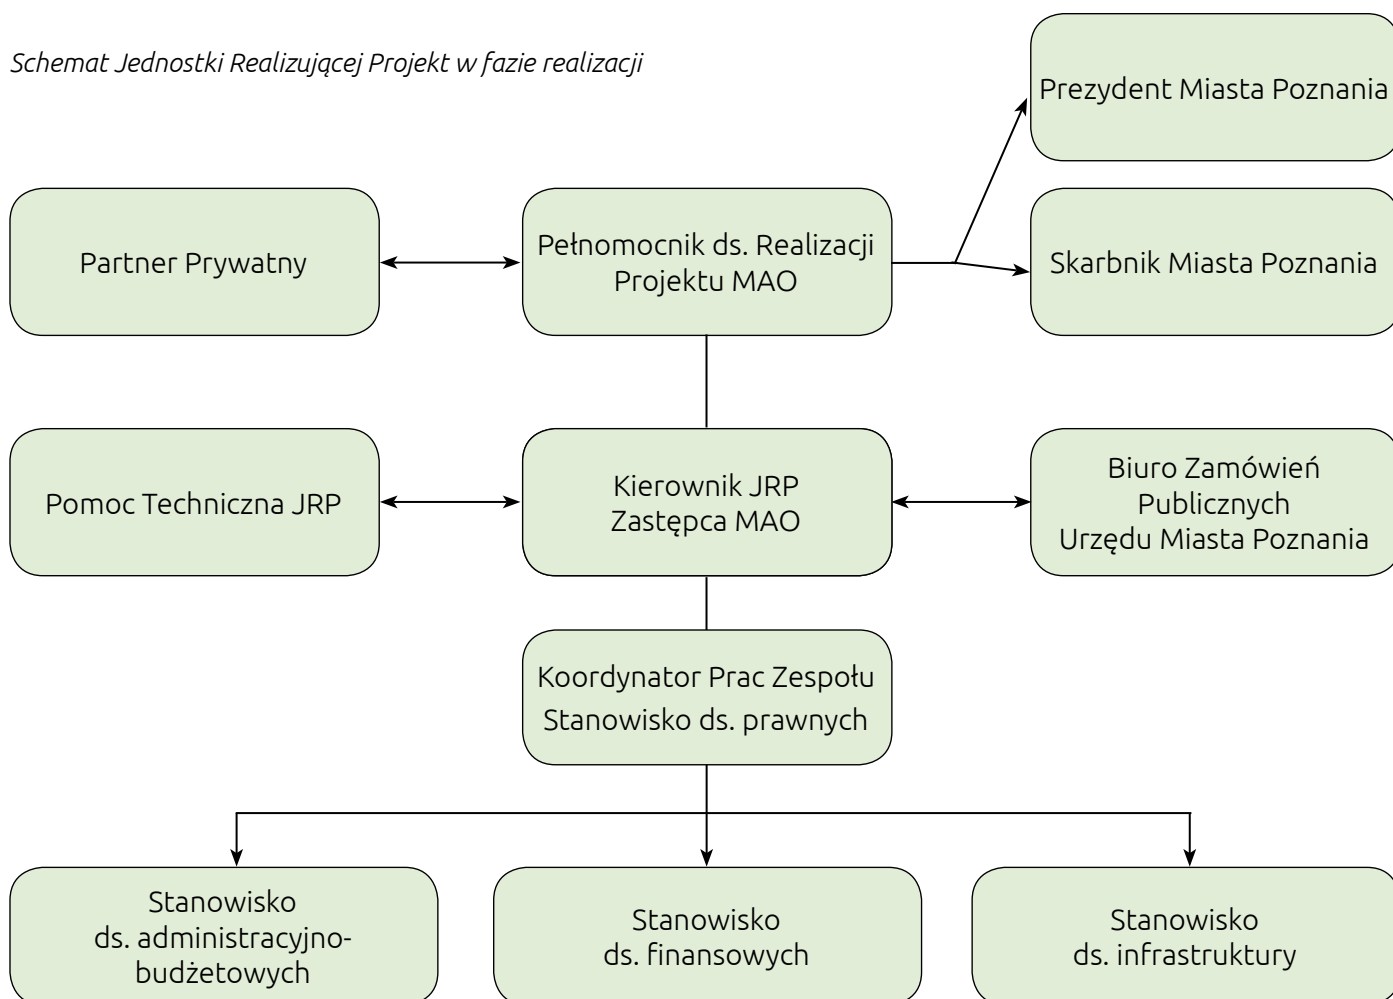 Schemat Jednostki Realizującej Projekt w fazie realizacji
Prezydent Miasta Poznania
Partner Prywatny
Pełnomocnik ds. Realizacji
Projektu MAO
Skarbnik Miasta Poznania
Pomoc Techniczna JRP
Kierownik JRP
Zastępca MAO
Biuro Zamówień
Publicznych
Urzędu Miasta Poznania
Koordynator Prac Zespołu
Stanowisko ds. prawnych
Stanowisko
ds. administracyjno-
budżetowych
Stanowisko
ds. finansowych
Stanowisko
ds. infrastruktury